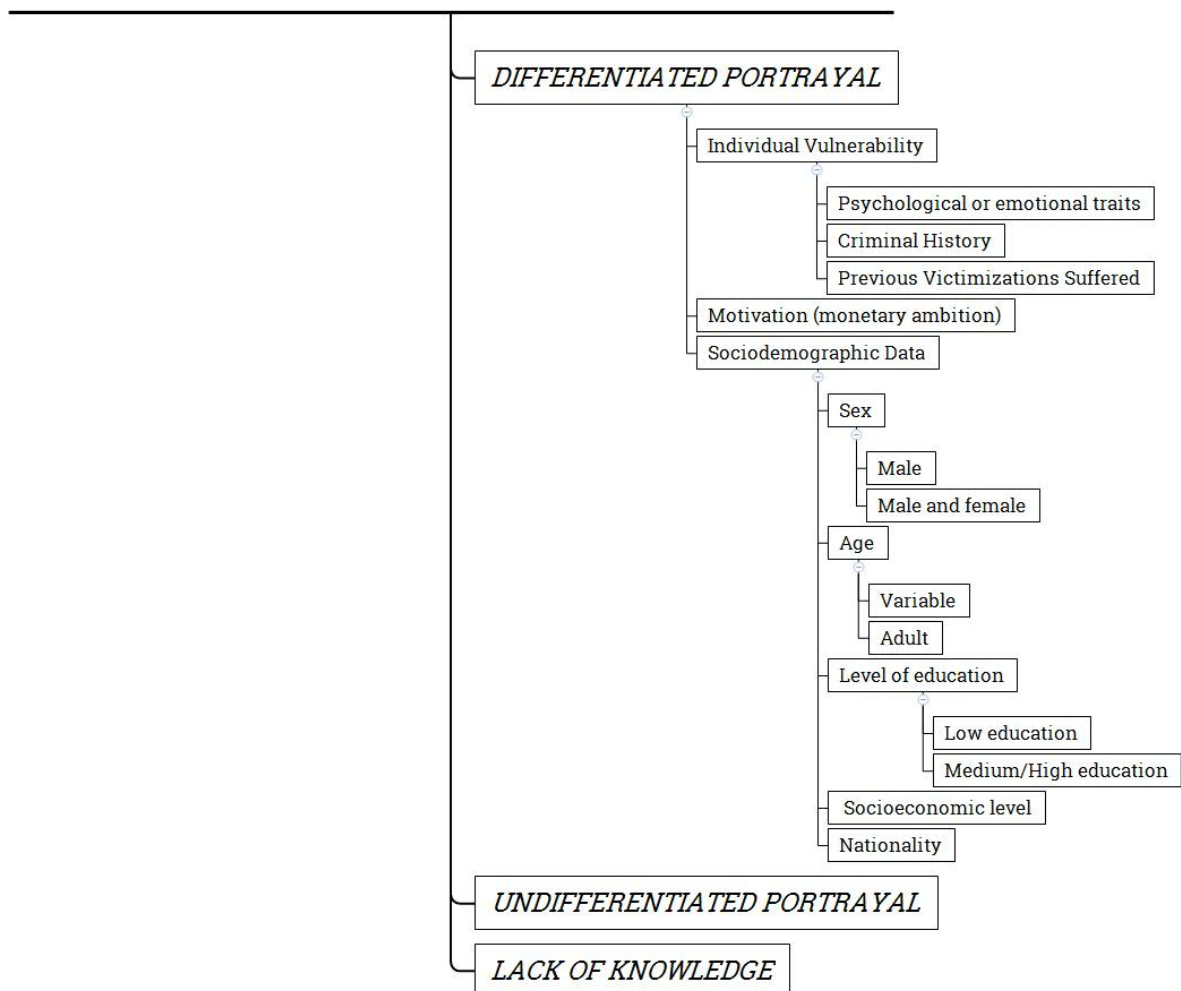 DIFFERENTIATED PORTRAYAL
Individual Vulnerability
Psychological or emotional traits
Criminal History
Previous Victimizations Suffered
Motivation (monetary ambition)
Sociodemographic Data
Sex
Male
Male and female
Age
Variable
Adult
Level of education
Low education
Medium/High education
Socioeconomic level
Nationality
UNDIFFERENTIATED PORTRAYAL
LACK OF KNOWLEDGE